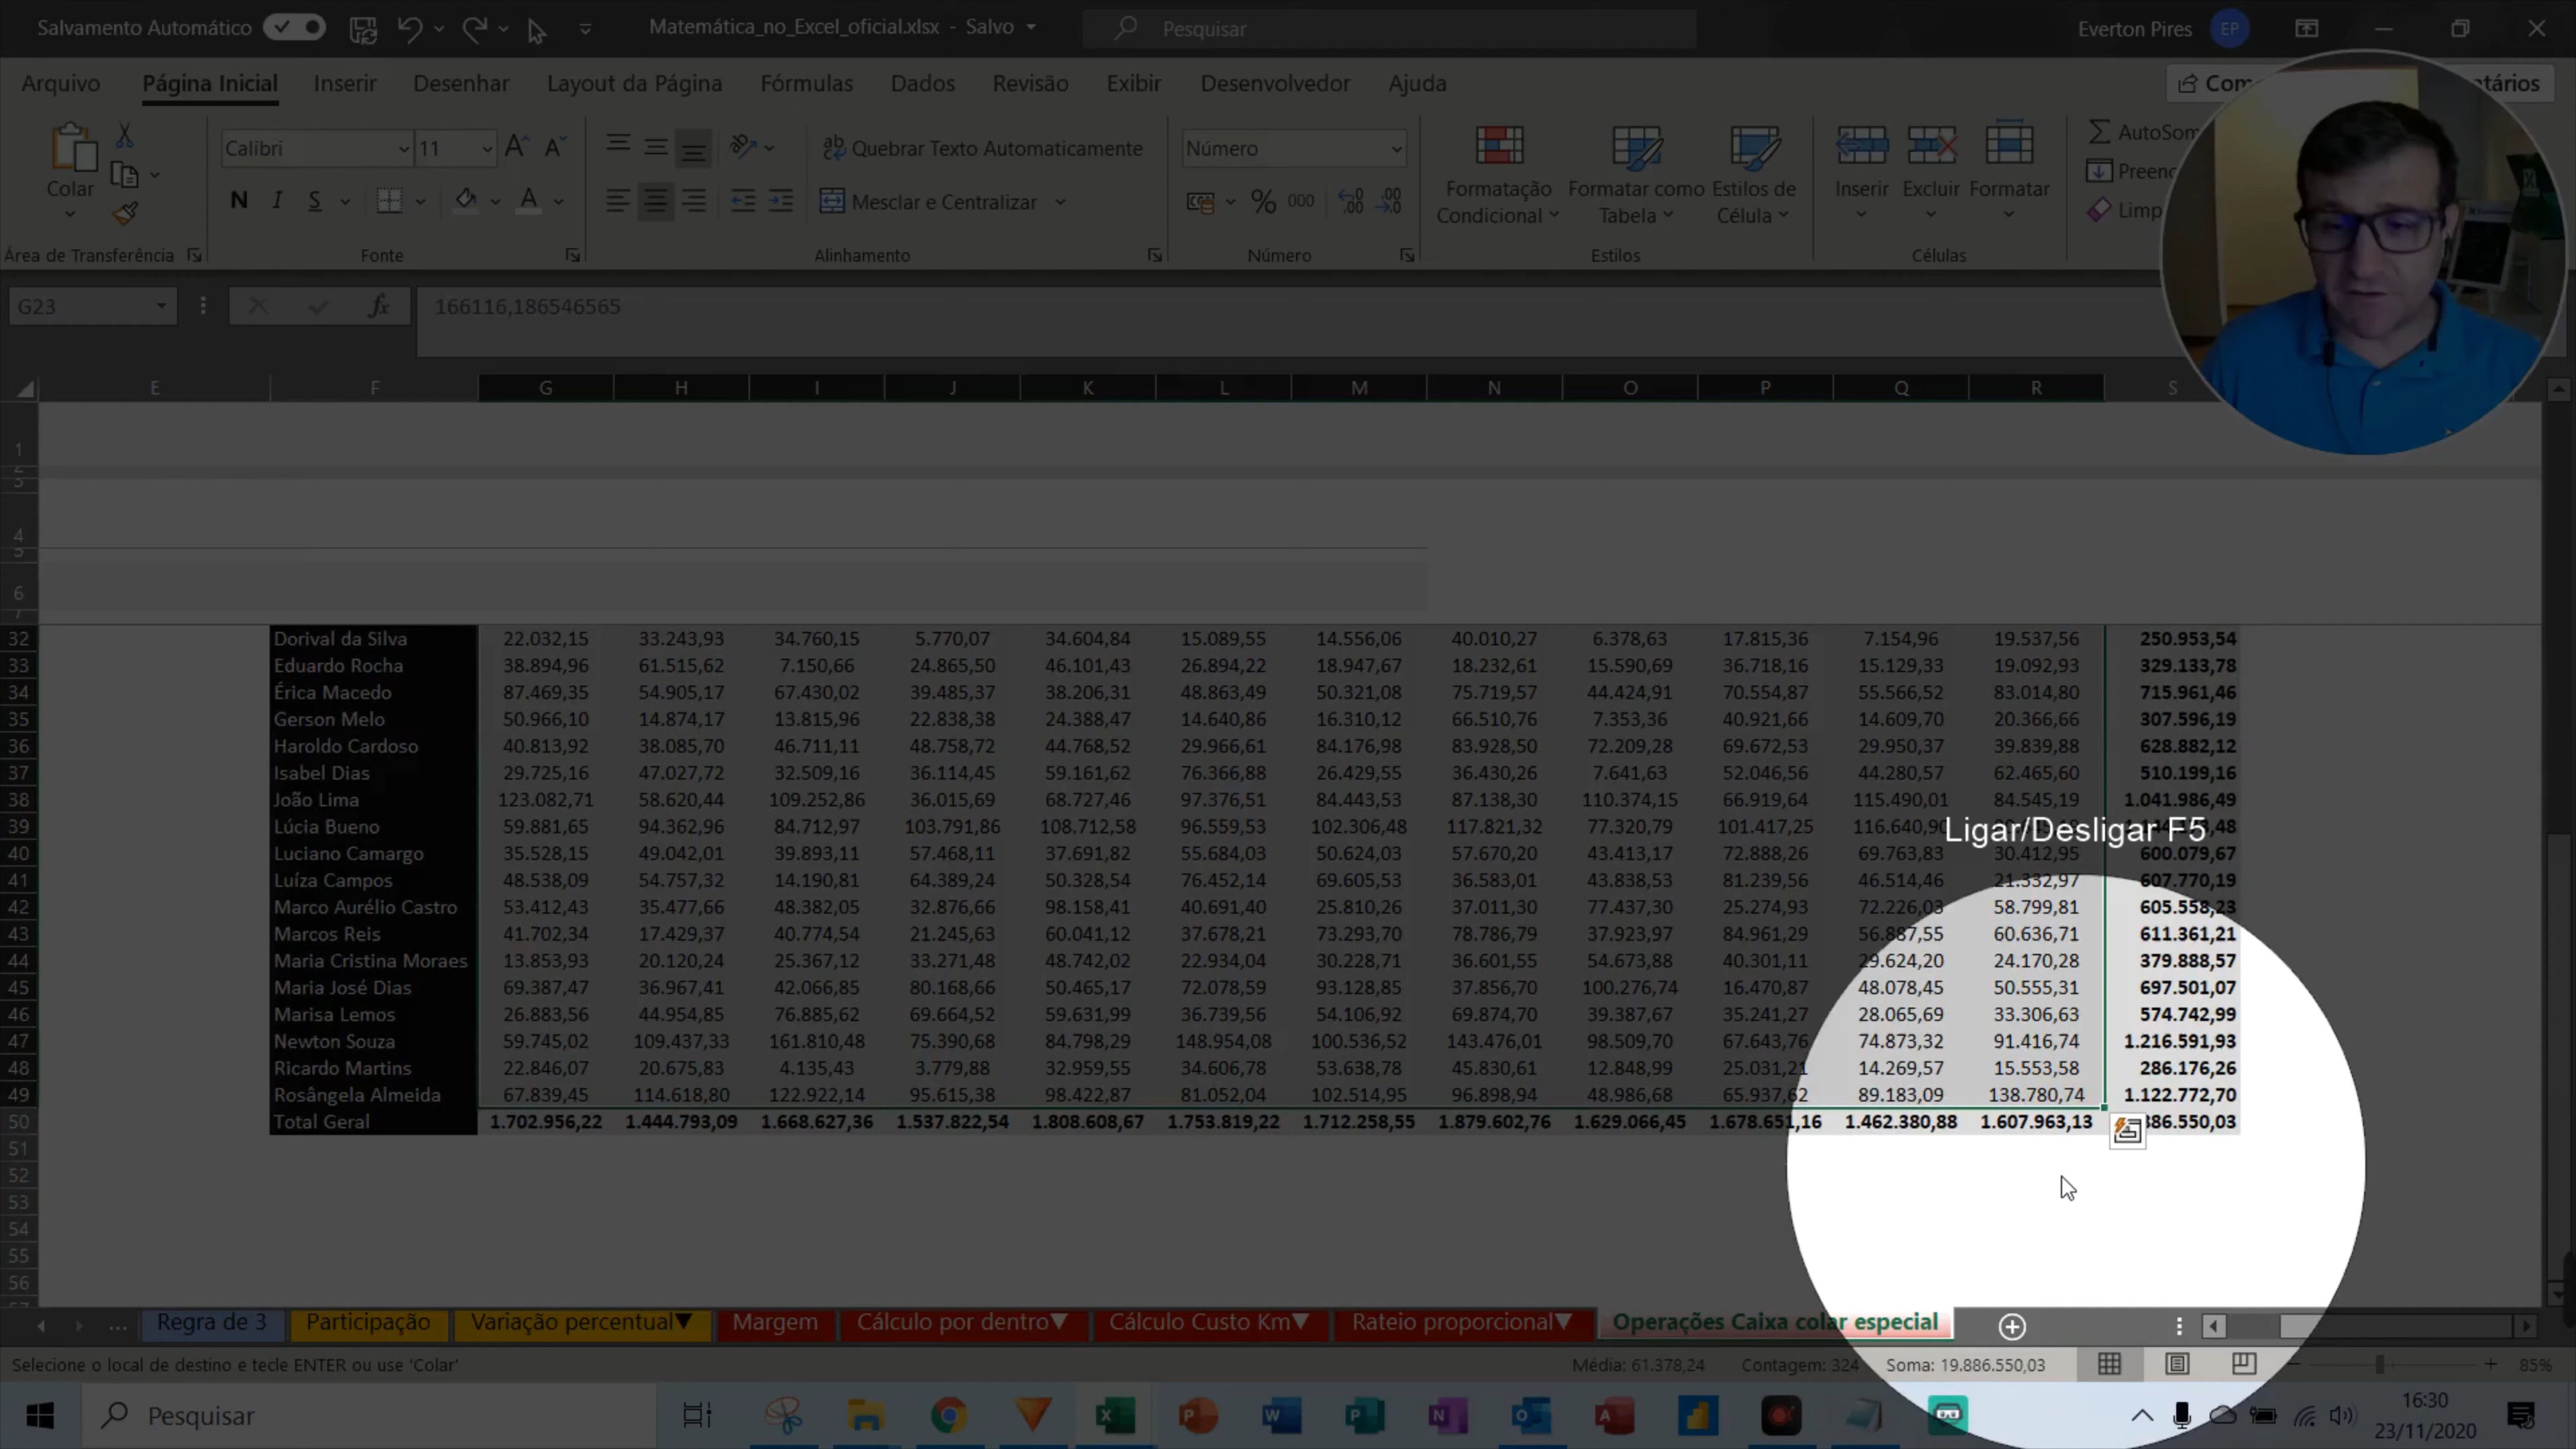 Salvamento Automático
Matemática_no_Excel_oficial.xlsx - Salvo
Pesquisar
Everton Pires
EP
Arquivo Página Inicial Inserir Desenhar Layout da Página Fórmulas Dados Revisão Exibir Desenvolvedor Ajuda
Com tários
Calibri 11 Quebrar Texto Automaticamente Número AutoSom
Colar Formatação Condicional Formatar como Tabela Estilos de Célula Inserir Excluir Formatar Preenc
N I S Mesclar e Centralizar % 000 Limp
Área de Transferência Fonte Alinhamento Número Estilos Células
G23 fx 166116,186546565
E F G H I J K L M N O P Q R S
1
2
3
4
5
6
7
32 Dorival da Silva 22.032,15 33.243,93 34.760,15 5.770,07 34.604,84 15.089,55 14.556,06 40.010,27 6.378,63 17.815,36 7.154,96 19.537,56 250.953,54
33 Eduardo Rocha 38.894,96 61.515,62 7.150,66 24.865,50 46.101,43 26.894,22 18.947,67 18.232,61 15.590,69 36.718,16 15.129,33 19.092,93 329.133,78
34 Érica Macedo 87.469,35 54.905,17 67.430,02 39.485,37 38.206,31 48.863,49 50.321,08 75.719,57 44.424,91 70.554,87 55.566,52 83.014,80 715.961,46
35 Gerson Melo 50.966,10 14.874,17 13.815,96 22.838,38 24.388,47 14.640,86 16.310,12 66.510,76 7.353,36 40.921,66 14.609,70 20.366,66 307.596,19
36 Haroldo Cardoso 40.813,92 38.085,70 46.711,11 48.758,72 44.768,52 29.966,61 84.176,98 83.928,50 72.209,28 69.672,53 29.950,37 39.839,88 628.882,12
37 Isabel Dias 29.725,16 47.027,72 32.509,16 36.114,45 59.161,62 76.366,88 26.429,55 36.430,26 7.641,63 52.046,56 44.280,57 62.465,60 510.199,16
38 João Lima 123.082,71 58.620,44 109.252,86 36.015,69 68.727,46 97.376,51 84.443,53 87.138,30 110.374,15 66.919,64 115.490,01 84.545,19 1.041.986,49
39 Lúcia Bueno 59.881,65 94.362,96 84.712,97 103.791,86 108.712,58 96.559,53 102.306,48 117.821,32 77.320,79 101.417,25 116.640,90
Ligar/Desligar F5
40 Luciano Camargo 35.528,15 49.042,01 39.893,11 57.468,11 37.691,82 55.684,03 50.624,03 57.670,20 43.413,17 72.888,26 69.763,83 30.412,95 600.079,67
41 Luíza Campos 48.538,09 54.757,32 14.190,81 64.389,24 50.328,54 76.452,14 69.605,53 36.583,01 43.838,53 81.239,56 46.514,46 21.332,97 607.770,19
42 Marco Aurélio Castro 53.412,43 35.477,66 48.382,05 32.876,66 98.158,41 40.691,40 25.810,26 37.011,30 77.437,30 25.274,93 72.226,03 58.799,81 605.558,23
43 Marcos Reis 41.702,34 17.429,37 40.774,54 21.245,63 60.041,12 37.678,21 73.293,70 78.786,79 37.923,97 84.961,29 56.887,55 60.636,71 611.361,21
44 Maria Cristina Moraes 13.853,93 20.120,24 25.367,12 33.271,48 48.742,02 22.934,04 30.228,71 36.601,55 54.673,88 40.301,11 29.624,20 24.170,28 379.888,57
45 Maria José Dias 69.387,47 36.967,41 42.066,85 80.168,66 50.465,17 72.078,59 93.128,85 37.856,70 100.276,74 16.470,87 48.078,45 50.555,31 697.501,07
46 Marisa Lemos 26.883,56 44.954,85 76.885,62 69.664,52 59.631,99 36.739,56 54.106,92 69.874,70 39.387,67 35.241,27 28.065,69 33.306,63 574.742,99
47 Newton Souza 59.745,02 109.437,33 161.810,48 75.390,68 84.798,29 148.954,08 100.536,52 143.476,01 98.509,70 67.643,76 74.873,32 91.416,74 1.216.591,93
48 Ricardo Martins 22.846,07 20.675,83 4.135,43 3.779,88 32.959,55 34.606,78 53.638,78 45.830,81 12.848,99 25.031,21 14.269,57 15.553,58 286.176,26
49 Rosângela Almeida 67.839,45 114.618,80 122.922,14 95.615,38 98.422,87 81.052,04 102.514,95 96.898,94 48.986,68 65.937,62 89.183,09 138.780,74 1.122.772,70
50 Total Geral 1.702.956,22 1.444.793,09 1.668.627,36 1.537.822,54 1.808.608,67 1.753.819,22 1.712.258,55 1.879.602,76 1.629.066,45 1.678.651,16 1.462.380,88 1.607.963,13 886.550,03
51
52
53
54
55
56
57
Regra de 3 Participação Variação percentual▼ Margem Cálculo por dentro▼ Cálculo Custo Km▼ Rateio proporcional▼ Operações Caixa colar especial
Selecione o local de destino e tecle ENTER ou use 'Colar' Média: 61.378,24 Contagem: 324 Soma: 19.886.550,03 85%
Pesquisar
16:30
23/11/2020